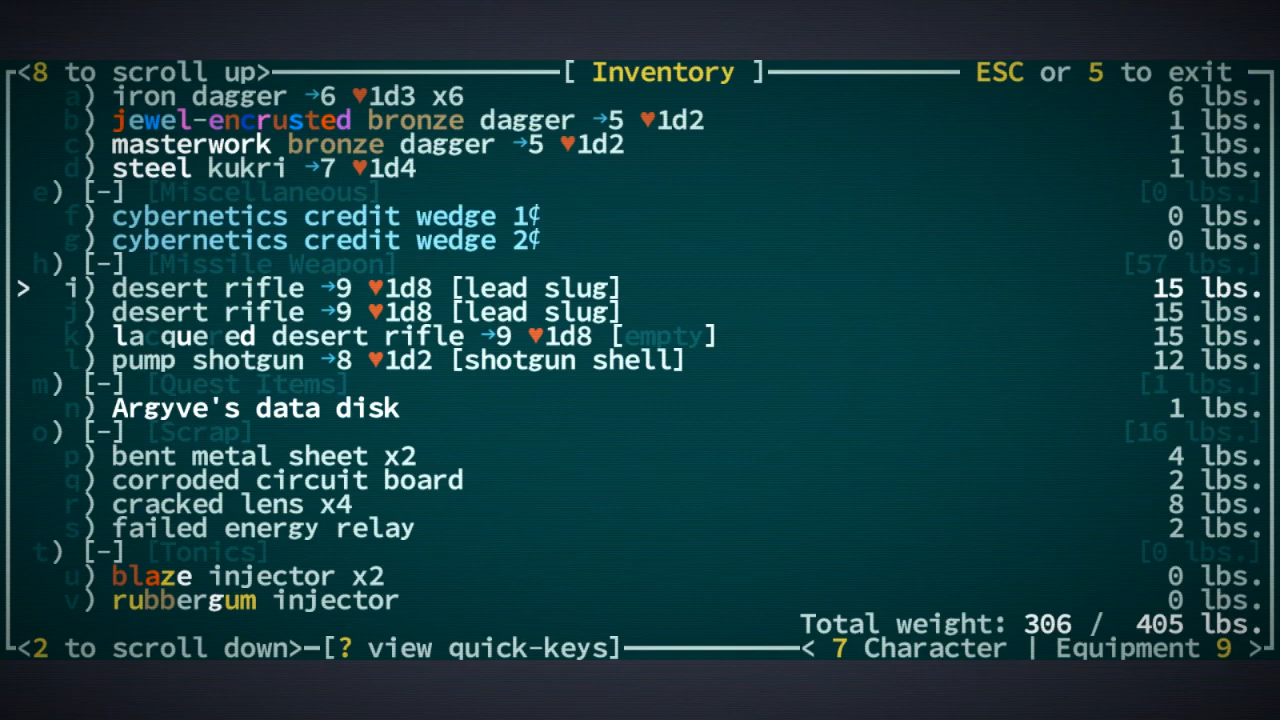 <8 to scroll up> [ Inventory ] ESC or 5 to exit
a) iron dagger →6 ♥1d3 x6 6 lbs.
b) jewel-encrusted bronze dagger →5 ♥1d2 1 lbs.
c) masterwork bronze dagger →5 ♥1d2 1 lbs.
d) steel kukri →7 ♥1d4 1 lbs.
e) [-] [Miscellaneous] [0 lbs.]
f) cybernetics credit wedge 1¢ 0 lbs.
g) cybernetics credit wedge 2¢ 0 lbs.
h) [-] [Missile Weapon] [57 lbs.]
> i) desert rifle →9 ♥1d8 [lead slug] 15 lbs.
j) desert rifle →9 ♥1d8 [lead slug] 15 lbs.
k) lacquered desert rifle →9 ♥1d8 [empty] 15 lbs.
l) pump shotgun →8 ♥1d2 [shotgun shell] 12 lbs.
m) [-] [Quest Items] [1 lbs.]
n) Argyve's data disk 1 lbs.
o) [-] [Scrap] [16 lbs.]
p) bent metal sheet x2 4 lbs.
q) corroded circuit board 2 lbs.
r) cracked lens x4 8 lbs.
s) failed energy relay 2 lbs.
t) [-] [Tonics] [0 lbs.]
u) blaze injector x2 0 lbs.
v) rubbergum injector 0 lbs.
Total weight: 306 / 405 lbs.
<2 to scroll down> [? view quick-keys] < 7 Character | Equipment 9 >